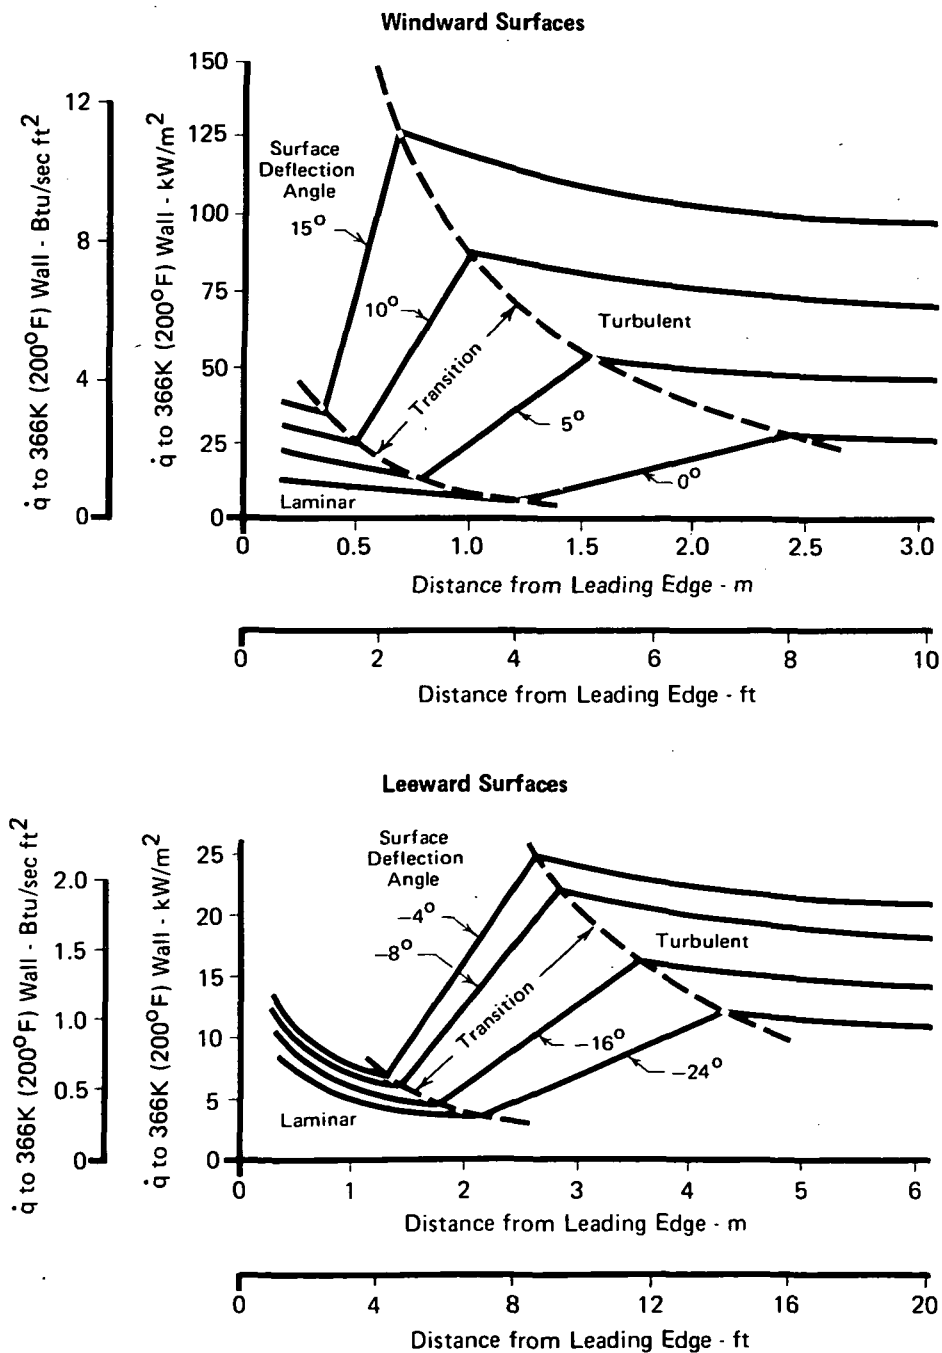 Windward Surfaces
q̇ to 366K (200°F) Wall - Btu/sec ft²
12
8
4
0
q̇ to 366K (200°F) Wall - kW/m²
150
125
100
75
50
25
0
Surface
Deflection
Angle
15°
10°
Transition
5°
0°
Turbulent
Laminar
0 0.5 1.0 1.5 2.0 2.5 3.0
Distance from Leading Edge - m
0 2 4 6 8 10
Distance from Leading Edge - ft
Leeward Surfaces
q̇ to 366K (200°F) Wall - Btu/sec ft²
2.0
1.5
1.0
0.5
0
q̇ to 366K (200°F) Wall - kW/m²
25
20
15
10
5
0
Surface
Deflection
Angle
−4°
−8°
Transition
−16°
−24°
Turbulent
Laminar
0 1 2 3 4 5 6
Distance from Leading Edge - m
0 4 8 12 16 20
Distance from Leading Edge - ft